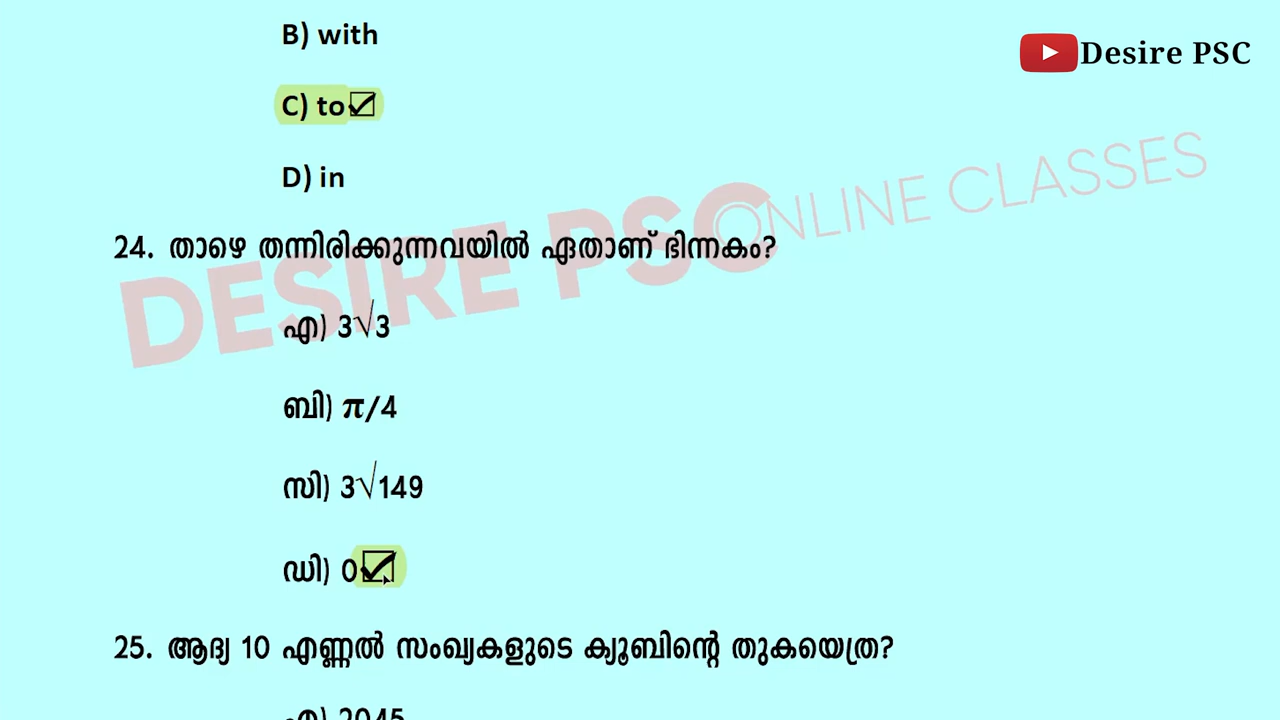 B) with
Desire PSC
C) to
D) in
DESIRE PSC ONLINE CLASSES
24. താഴെ തന്നിരിക്കുന്നവയിൽ ഏതാണ് ഭിന്നകം?
എ) 3√3
ബി) π/4
സി) 3√149
ഡി) 0
25. ആദ്യ 10 എണ്ണൽ സംഖ്യകളുടെ ക്യൂബിന്റെ തുകയെത്ര?
എ) 2045